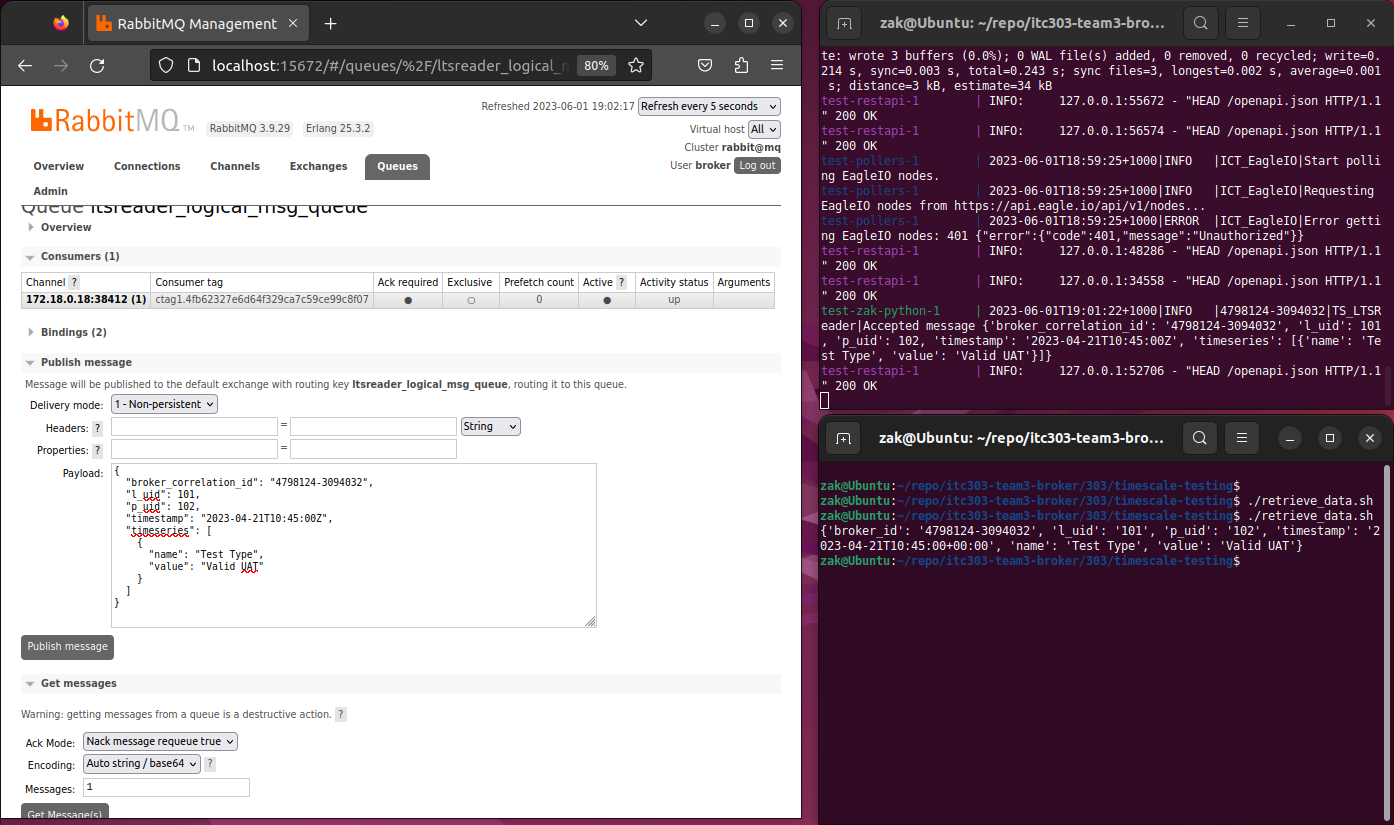 RabbitMQ Management
localhost:15672/#/queues/%2F/ltsreader_logical_m
80%
Refreshed 2023-06-01 19:02:17 Refresh every 5 seconds
RabbitMQ TM RabbitMQ 3.9.29 Erlang 25.3.2
Virtual host All
Cluster rabbit@mq
User broker Log out
Overview Connections Channels Exchanges Queues
Admin
Queue ltsreader_logical_msg_queue
Overview
Consumers (1)
Channel ? Consumer tag Ack required Exclusive Prefetch count Active ? Activity status Arguments
172.18.0.18:38412 (1) ctag1.4fb62327e6d64f329ca7c59ce99c8f07 ● ○ 0 ● up
Bindings (2)
Publish message
Message will be published to the default exchange with routing key ltsreader_logical_msg_queue, routing it to this queue.
Delivery mode: 1 - Non-persistent
Headers: ? = String
Properties: ? =
Payload:
{
"broker_correlation_id": "4798124-3094032",
"l_uid": 101,
"p_uid": 102,
"timestamp": "2023-04-21T10:45:00Z",
"timeseries": [
{
"name": "Test Type",
"value": "Valid UAT"
}
]
}
Publish message
Get messages
Warning: getting messages from a queue is a destructive action. ?
Ack Mode: Nack message requeue true
Encoding: Auto string / base64 ?
Messages: 1
Get Message(s)
zak@Ubuntu: ~/repo/itc303-team3-bro...
te: wrote 3 buffers (0.0%); 0 WAL file(s) added, 0 removed, 0 recycled; write=0.
214 s, sync=0.003 s, total=0.243 s; sync files=3, longest=0.002 s, average=0.001
s; distance=3 kB, estimate=34 kB
test-restapi-1 | INFO: 127.0.0.1:55672 - "HEAD /openapi.json HTTP/1.1
" 200 OK
test-restapi-1 | INFO: 127.0.0.1:56574 - "HEAD /openapi.json HTTP/1.1
" 200 OK
test-pollers-1 | 2023-06-01T18:59:25+1000|INFO |ICT_EagleIO|Start polli
ng EagleIO nodes.
test-pollers-1 | 2023-06-01T18:59:25+1000|INFO |ICT_EagleIO|Requesting
EagleIO nodes from https://api.eagle.io/api/v1/nodes...
test-pollers-1 | 2023-06-01T18:59:25+1000|ERROR |ICT_EagleIO|Error getti
ng EagleIO nodes: 401 {"error":{"code":401,"message":"Unauthorized"}}
test-restapi-1 | INFO: 127.0.0.1:48286 - "HEAD /openapi.json HTTP/1.1
" 200 OK
test-restapi-1 | INFO: 127.0.0.1:34558 - "HEAD /openapi.json HTTP/1.1
" 200 OK
test-zak-python-1 | 2023-06-01T19:01:22+1000|INFO |4798124-3094032|TS_LTSR
eader|Accepted message {'broker_correlation_id': '4798124-3094032', 'l_uid': 101
, 'p_uid': 102, 'timestamp': '2023-04-21T10:45:00Z', 'timeseries': [{'name': 'Te
st Type', 'value': 'Valid UAT'}]}
test-restapi-1 | INFO: 127.0.0.1:52706 - "HEAD /openapi.json HTTP/1.1
" 200 OK
zak@Ubuntu: ~/repo/itc303-team3-bro...
zak@Ubuntu:~/repo/itc303-team3-broker/303/timescale-testing$
zak@Ubuntu:~/repo/itc303-team3-broker/303/timescale-testing$ ./retrieve_data.sh
zak@Ubuntu:~/repo/itc303-team3-broker/303/timescale-testing$ ./retrieve_data.sh
{'broker_id': '4798124-3094032', 'l_uid': '101', 'p_uid': '102', 'timestamp': '2
023-04-21T10:45:00+00:00', 'name': 'Test Type', 'value': 'Valid UAT'}
zak@Ubuntu:~/repo/itc303-team3-broker/303/timescale-testing$